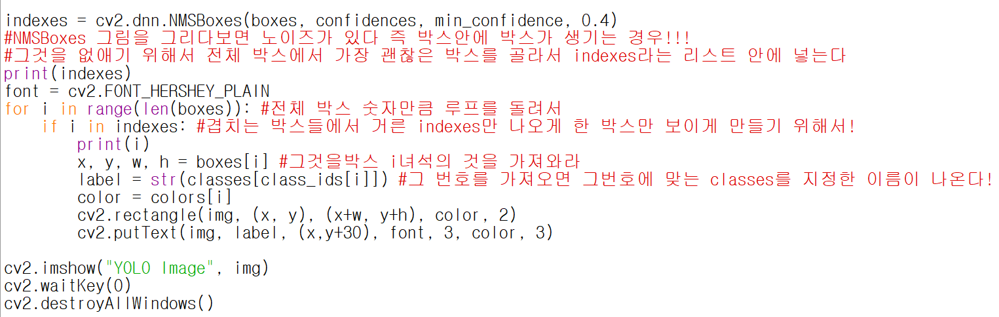 indexes = cv2.dnn.NMSBoxes(boxes, confidences, min_confidence, 0.4)
#NMSBoxes 그림을 그리다보면 노이즈가 있다 즉 박스안에 박스가 생기는 경우!!!
#그것을 없애기 위해서 전체 박스에서 가장 괜찮은 박스를 골라서 indexes라는 리스트 안에 넣는다
print(indexes)
font = cv2.FONT_HERSHEY_PLAIN
for i in range(len(boxes)): #전체 박스 숫자만큼 루프를 돌려서
    if i in indexes: #겹치는 박스들에서 거른 indexes만 나오게 한 박스만 보이게 만들기 위해서!
        print(i)
        x, y, w, h = boxes[i] #그것을박스 i녀석의 것을 가져와라
        label = str(classes[class_ids[i]]) #그 번호를 가져오면 그번호에 맞는 classes를 지정한 이름이 나온다!
        color = colors[i]
        cv2.rectangle(img, (x, y), (x+w, y+h), color, 2)
        cv2.putText(img, label, (x,y+30), font, 3, color, 3)
cv2.imshow("YOLO Image", img)
cv2.waitKey(0)
cv2.destroyAllWindows()